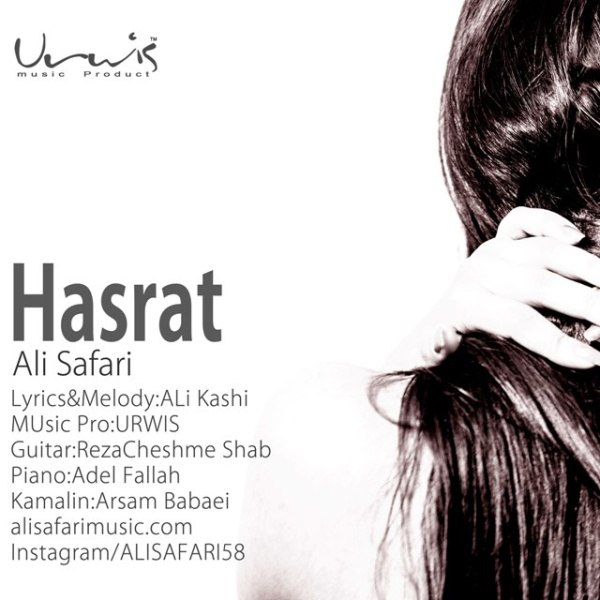 Urwis™
music Product
Hasrat
Ali Safari
Lyrics&Melody:ALi Kashi
MUsic Pro:URWIS
Guitar:RezaCheshme Shab
Piano:Adel Fallah
Kamalin:Arsam Babaei
alisafarimusic.com
Instagram/ALISAFARI58